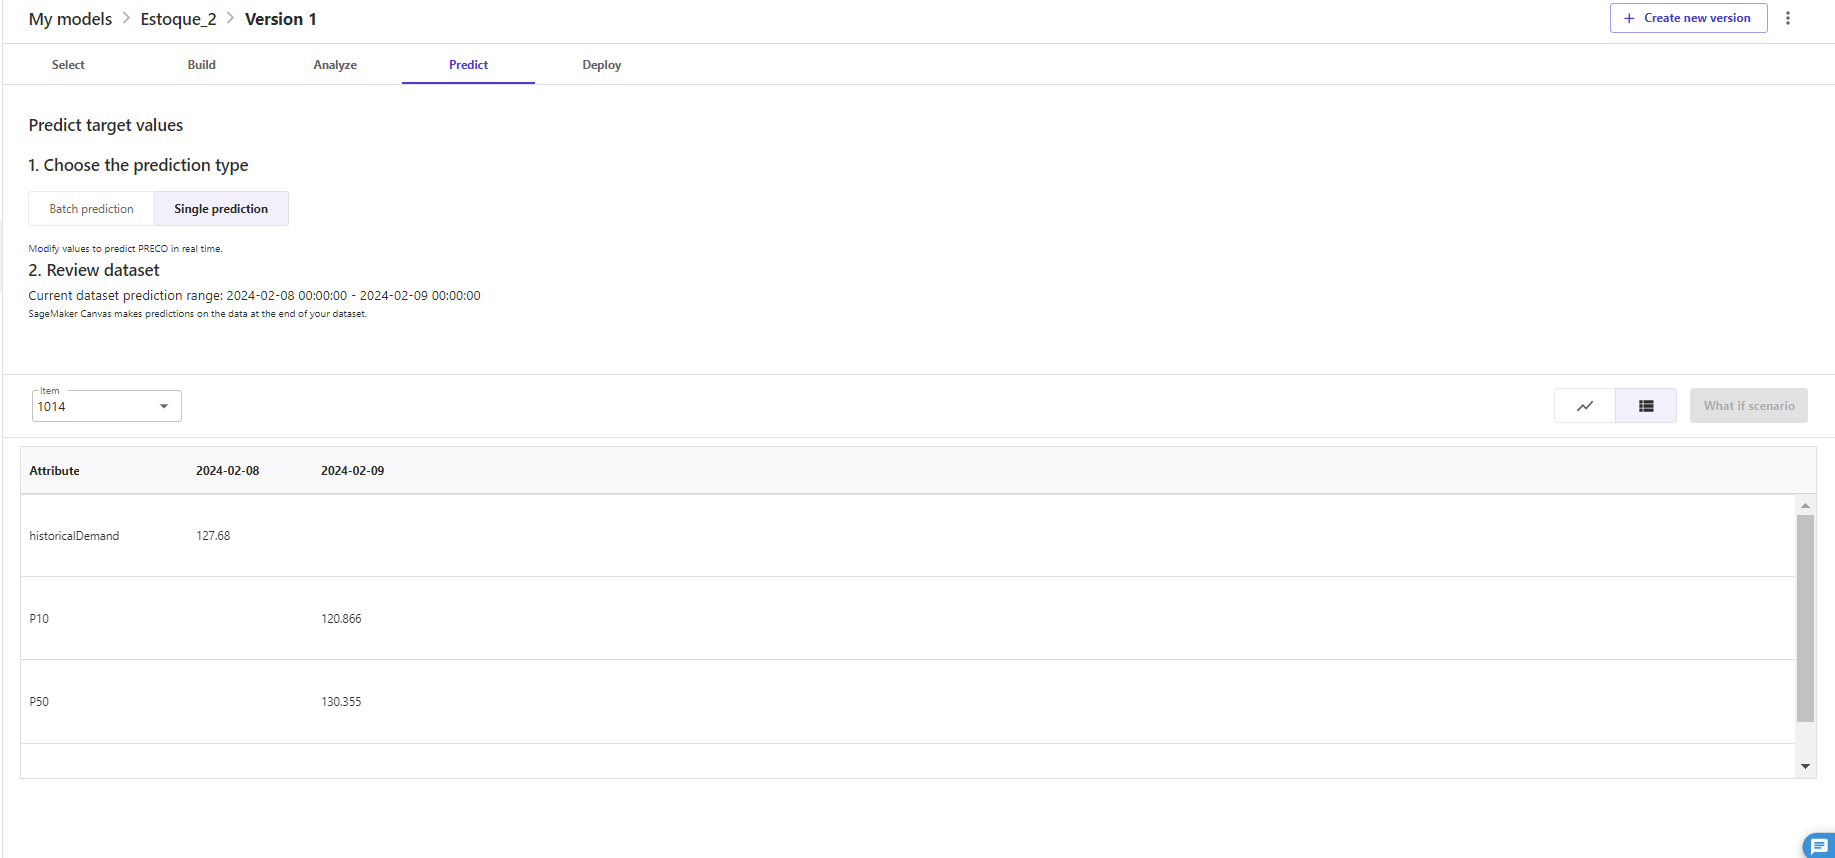 My models > Estoque_2 > Version 1
+ Create new version
Select Build Analyze Predict Deploy
Predict target values
1. Choose the prediction type
Batch prediction Single prediction
Modify values to predict PRECO in real time.
2. Review dataset
Current dataset prediction range: 2024-02-08 00:00:00 - 2024-02-09 00:00:00
SageMaker Canvas makes predictions on the data at the end of your dataset.
Item
1014
What if scenario
Attribute 2024-02-08 2024-02-09
historicalDemand 127.68
P10 120.866
P50 130.355